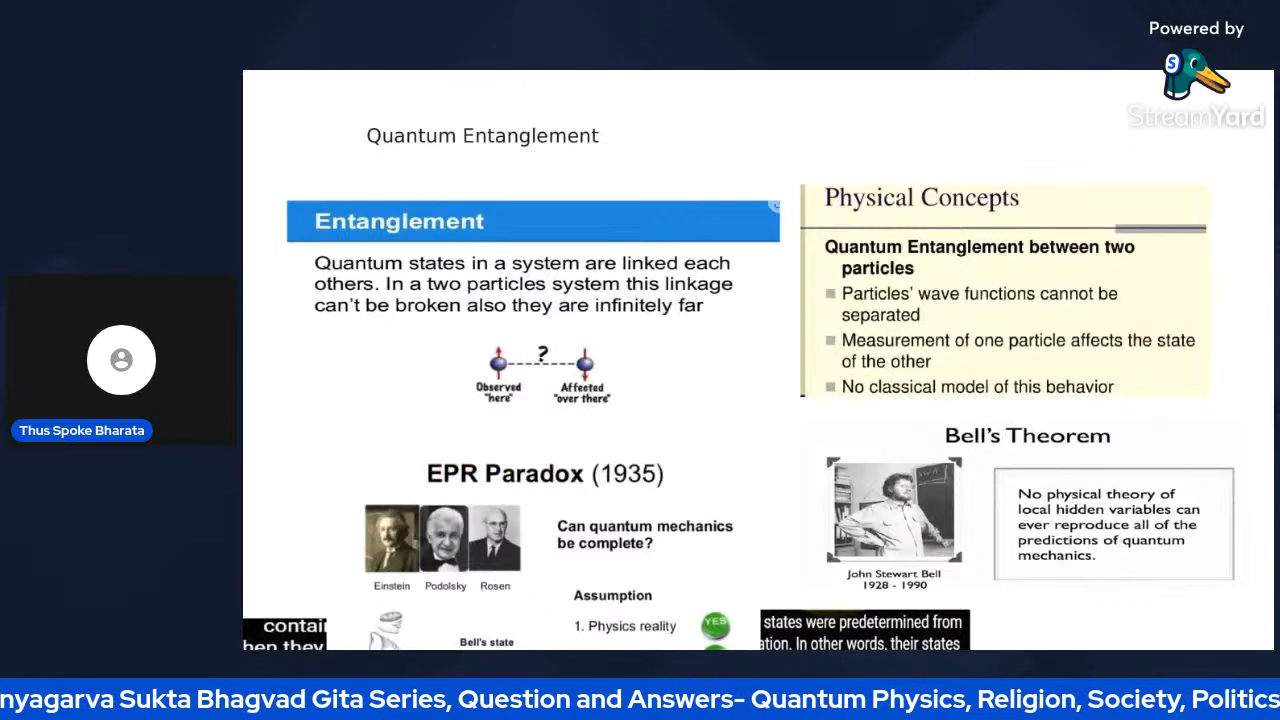 Powered by
StreamYard
Quantum Entanglement
Entanglement
Quantum states in a system are linked each
others. In a two particles system this linkage
can't be broken also they are infinitely far
?
Observed
"here"
Affected
"over there"
Physical Concepts
Quantum Entanglement between two
particles
Particles' wave functions cannot be
separated
Measurement of one particle affects the state
of the other
No classical model of this behavior
Thus Spoke Bharata
EPR Paradox (1935)
Einstein
Podolsky
Rosen
Can quantum mechanics
be complete?
Assumption
1. Physics reality
YES
Bell's state
Bell's Theorem
John Stewart Bell
1928 - 1990
No physical theory of
local hidden variables can
ever reproduce all of the
predictions of quantum
mechanics.
contai
hen they
states were predetermined from
ation. In other words, their states
nyagarva Sukta Bhagvad Gita Series, Question and Answers- Quantum Physics, Religion, Society, Politics